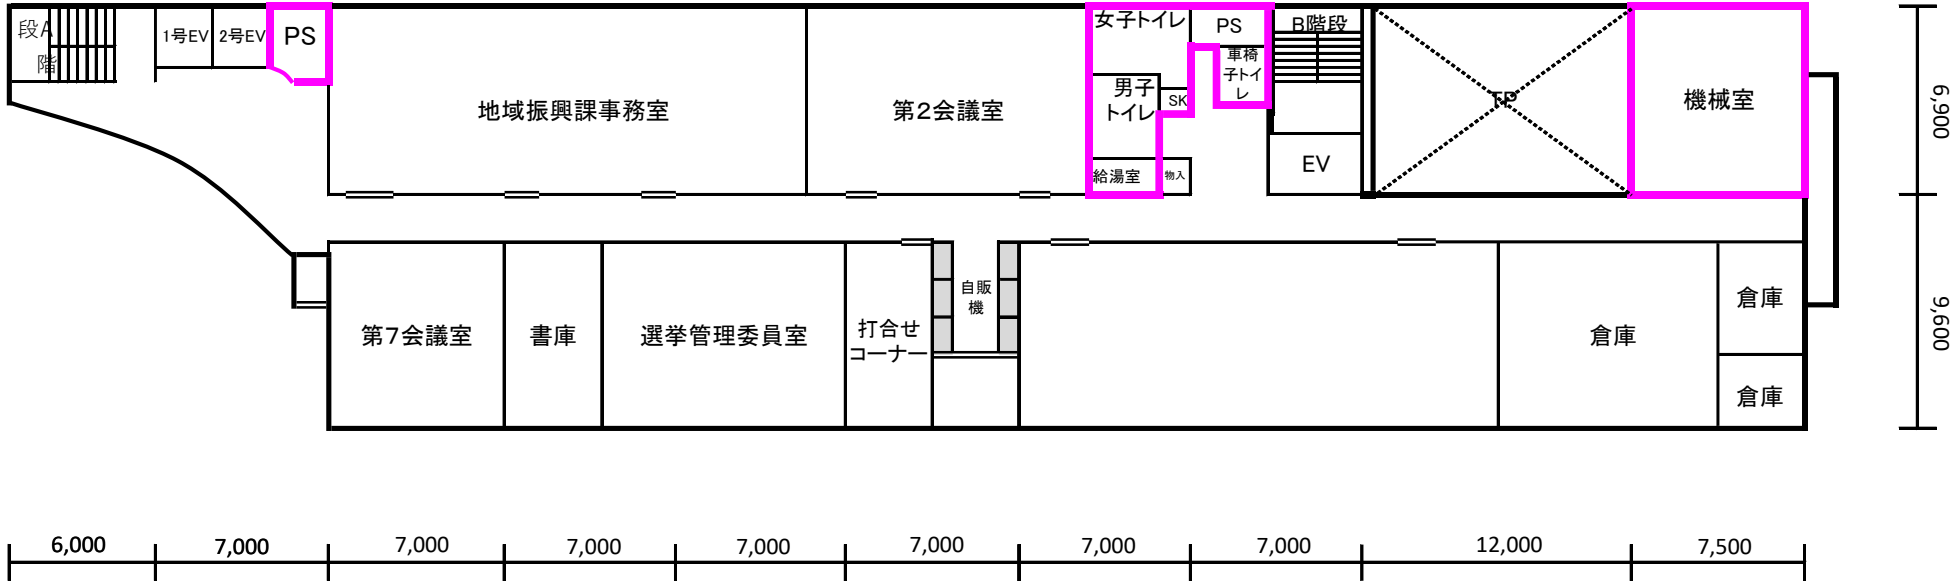 段A
階
1号EV
2号EV
PS
地域振興課事務室
第2会議室
女子トイレ
男子
トイレ
SK
給湯室
物入
PS
車椅
子トイ
レ
B階段
EV
TP
機械室
6,900
第7会議室
書庫
選挙管理委員室
打合せ
コーナー
自販
機
倉庫
倉庫
倉庫
9,600
6,000
7,000
7,000
7,000
7,000
7,000
7,000
7,000
12,000
7,500